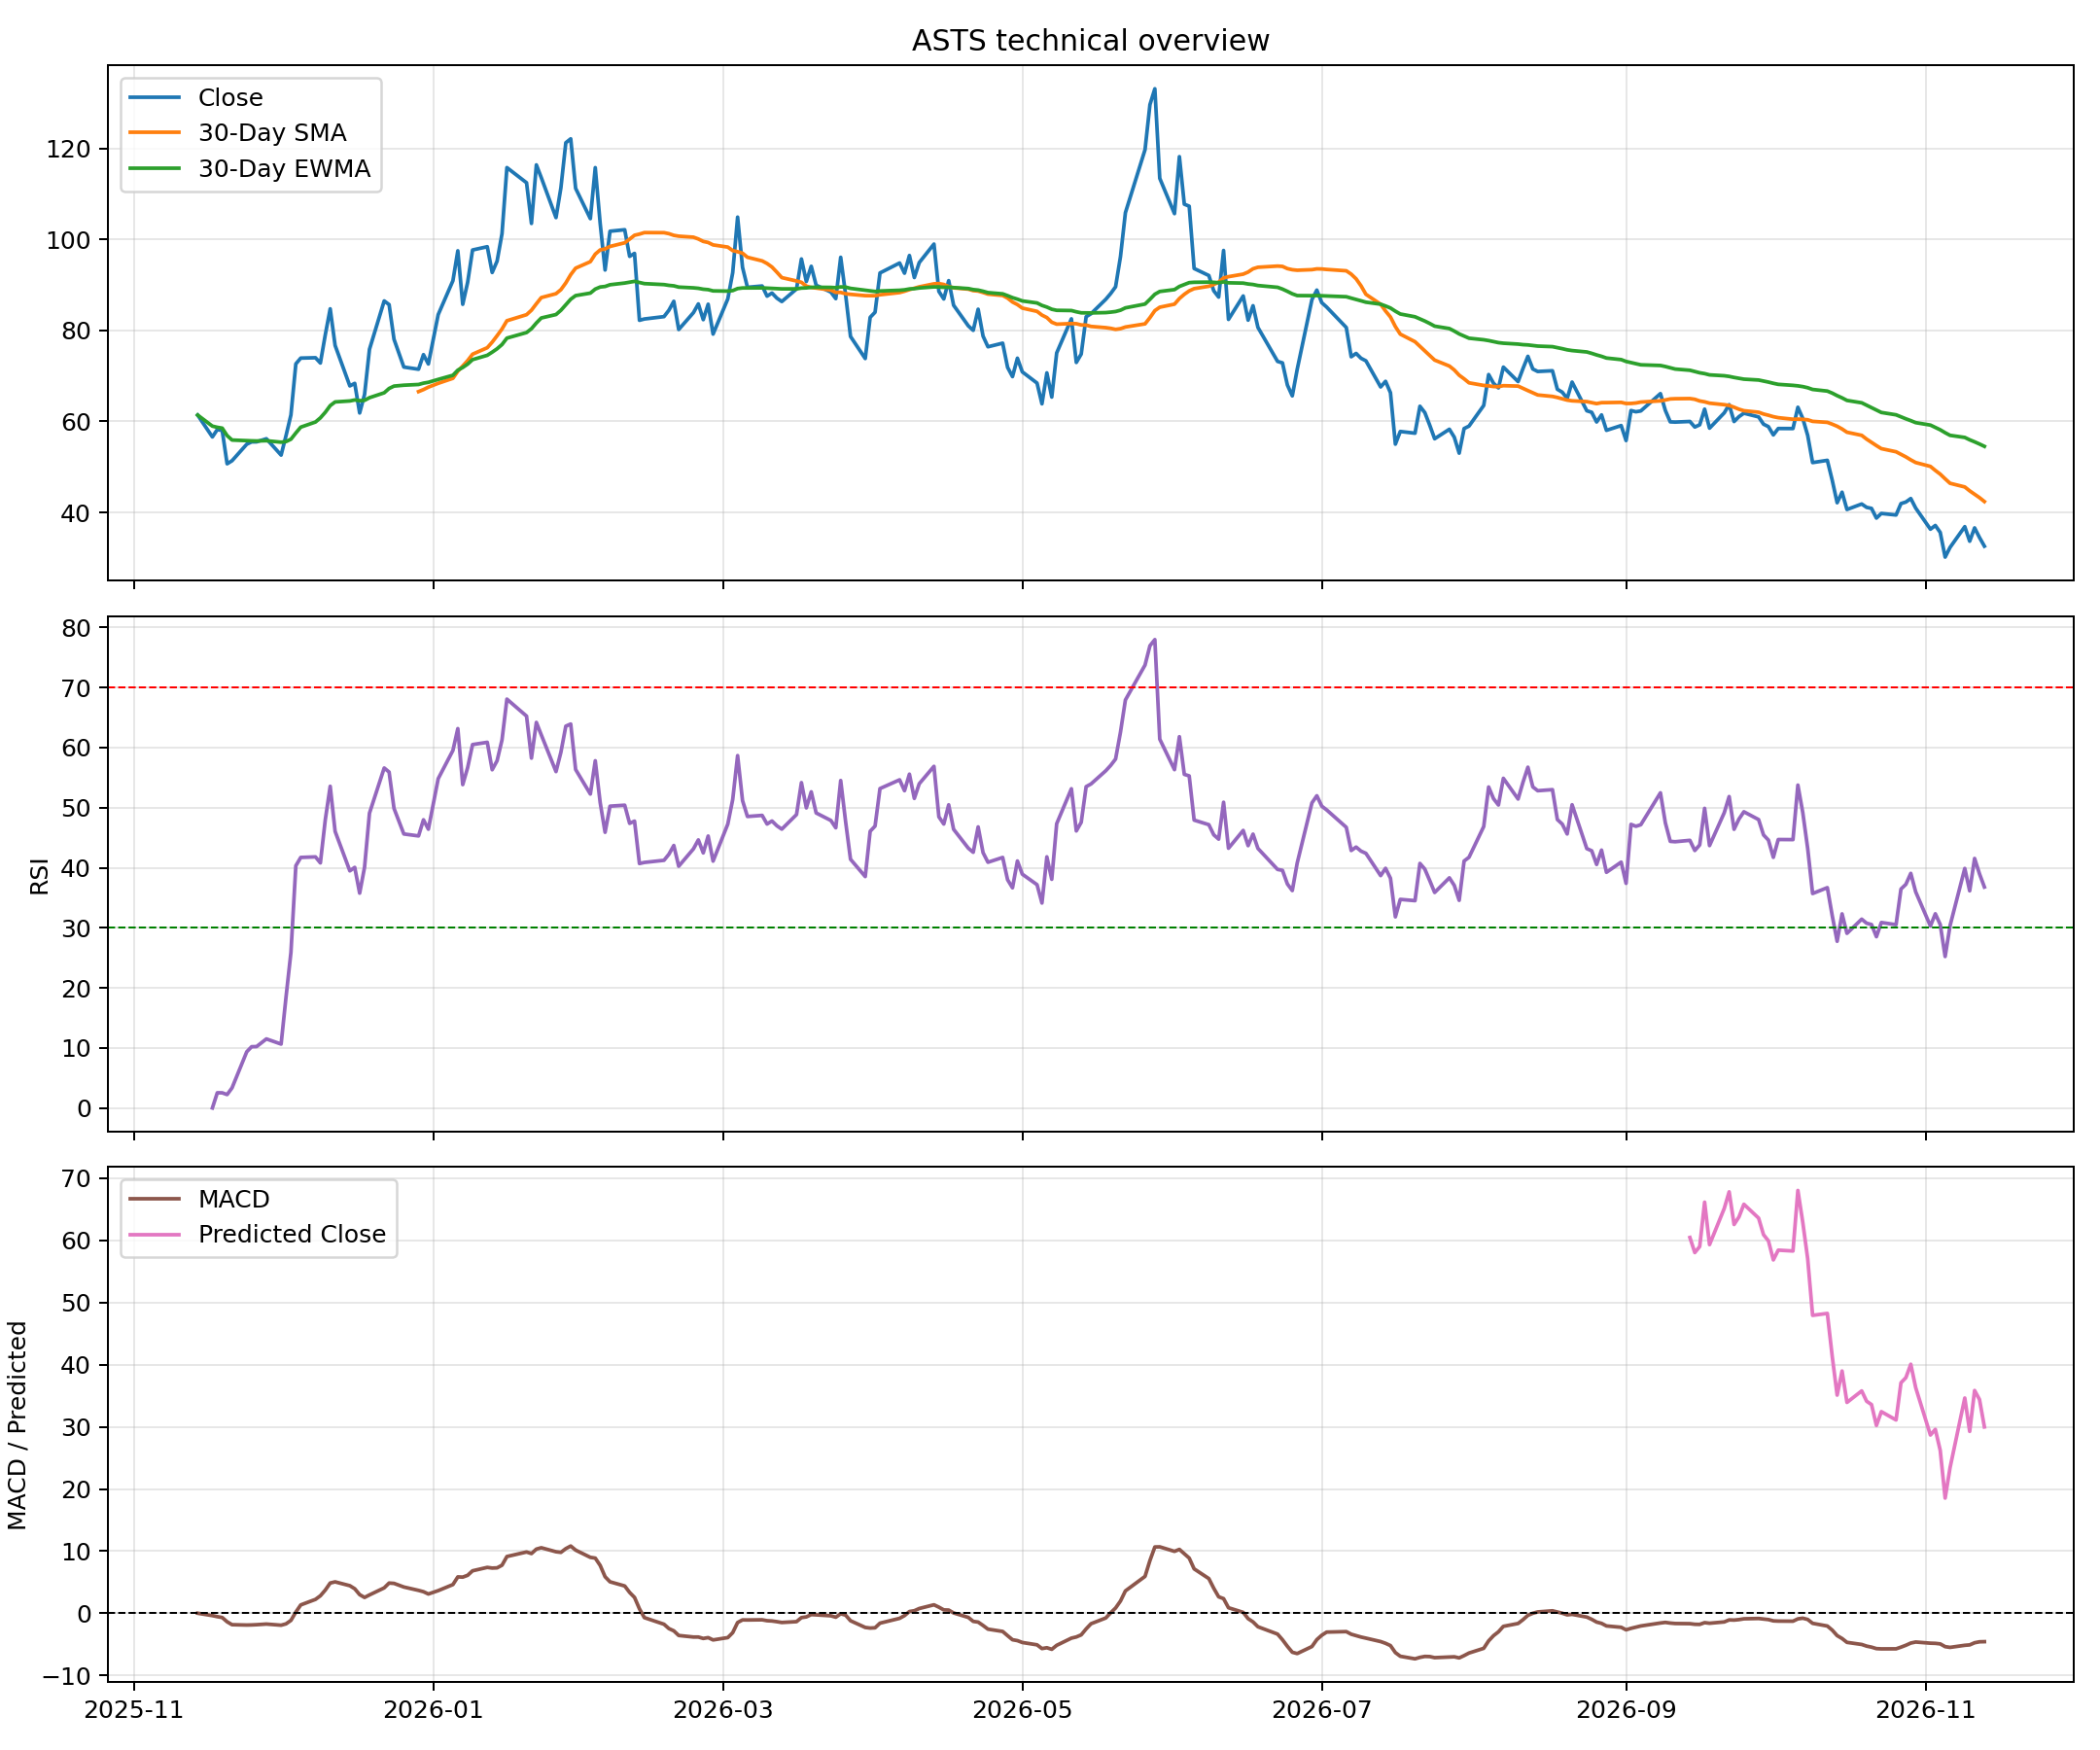 ASTS technical overview
Close
30-Day SMA
30-Day EWMA
120
100
80
60
40
80
70
60
50
40
30
20
10
0
RSI
MACD
Predicted Close
70
60
50
40
30
20
10
0
−10
MACD / Predicted
2025-11 2026-01 2026-03 2026-05 2026-07 2026-09 2026-11